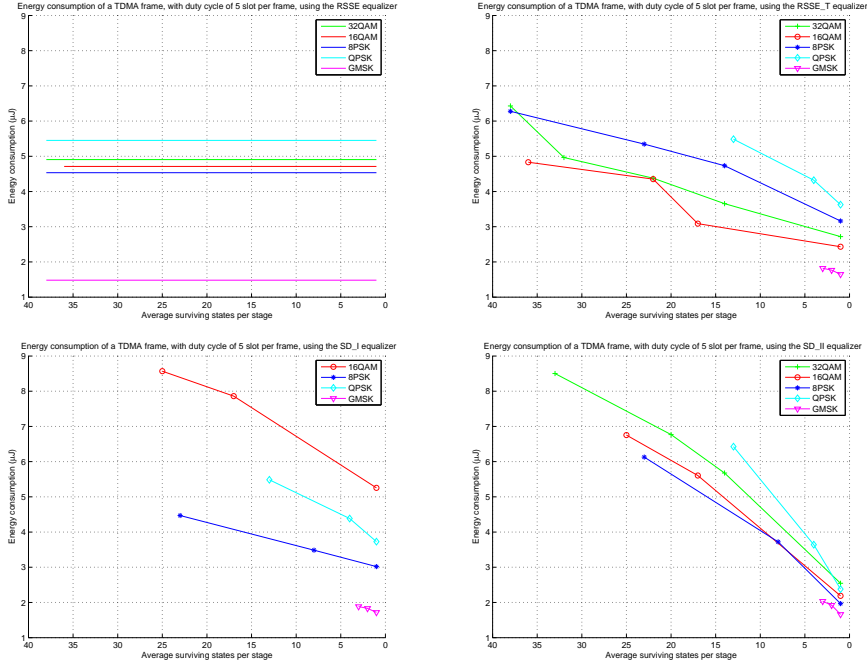 Energy consumption of a TDMA frame, with duty cycle of 5 slot per frame, using the RSSE equalizer
9
8
7
6
5
4
3
2
1
Energy consumption (µJ)
40 35 30 25 20 15 10 5 0
Average surviving states per stage
32QAM
16QAM
8PSK
QPSK
GMSK
Energy consumption of a TDMA frame, with duty cycle of 5 slot per frame, using the RSSE_T equalizer
9
8
7
6
5
4
3
2
1
Energy consumption (µJ)
40 35 30 25 20 15 10 5 0
Average surviving states per stage
32QAM
16QAM
8PSK
QPSK
GMSK
Energy consumption of a TDMA frame, with duty cycle of 5 slot per frame, using the SD_I equalizer
9
8
7
6
5
4
3
2
1
Energy consumption (µJ)
40 35 30 25 20 15 10 5 0
Average surviving states per stage
16QAM
8PSK
QPSK
GMSK
Energy consumption of a TDMA frame, with duty cycle of 5 slot per frame, using the SD_II equalizer
9
8
7
6
5
4
3
2
1
Energy consumption (µJ)
40 35 30 25 20 15 10 5 0
Average surviving states per stage
32QAM
16QAM
8PSK
QPSK
GMSK